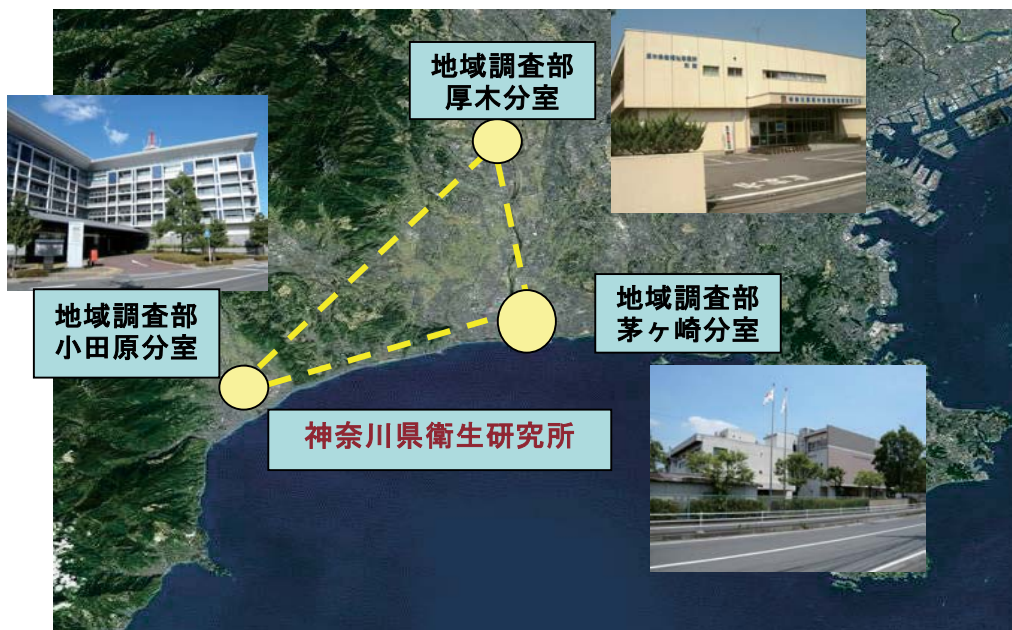 地域調査部
厚木分室
地域調査部
小田原分室
地域調査部
茅ヶ崎分室
神奈川県衛生研究所